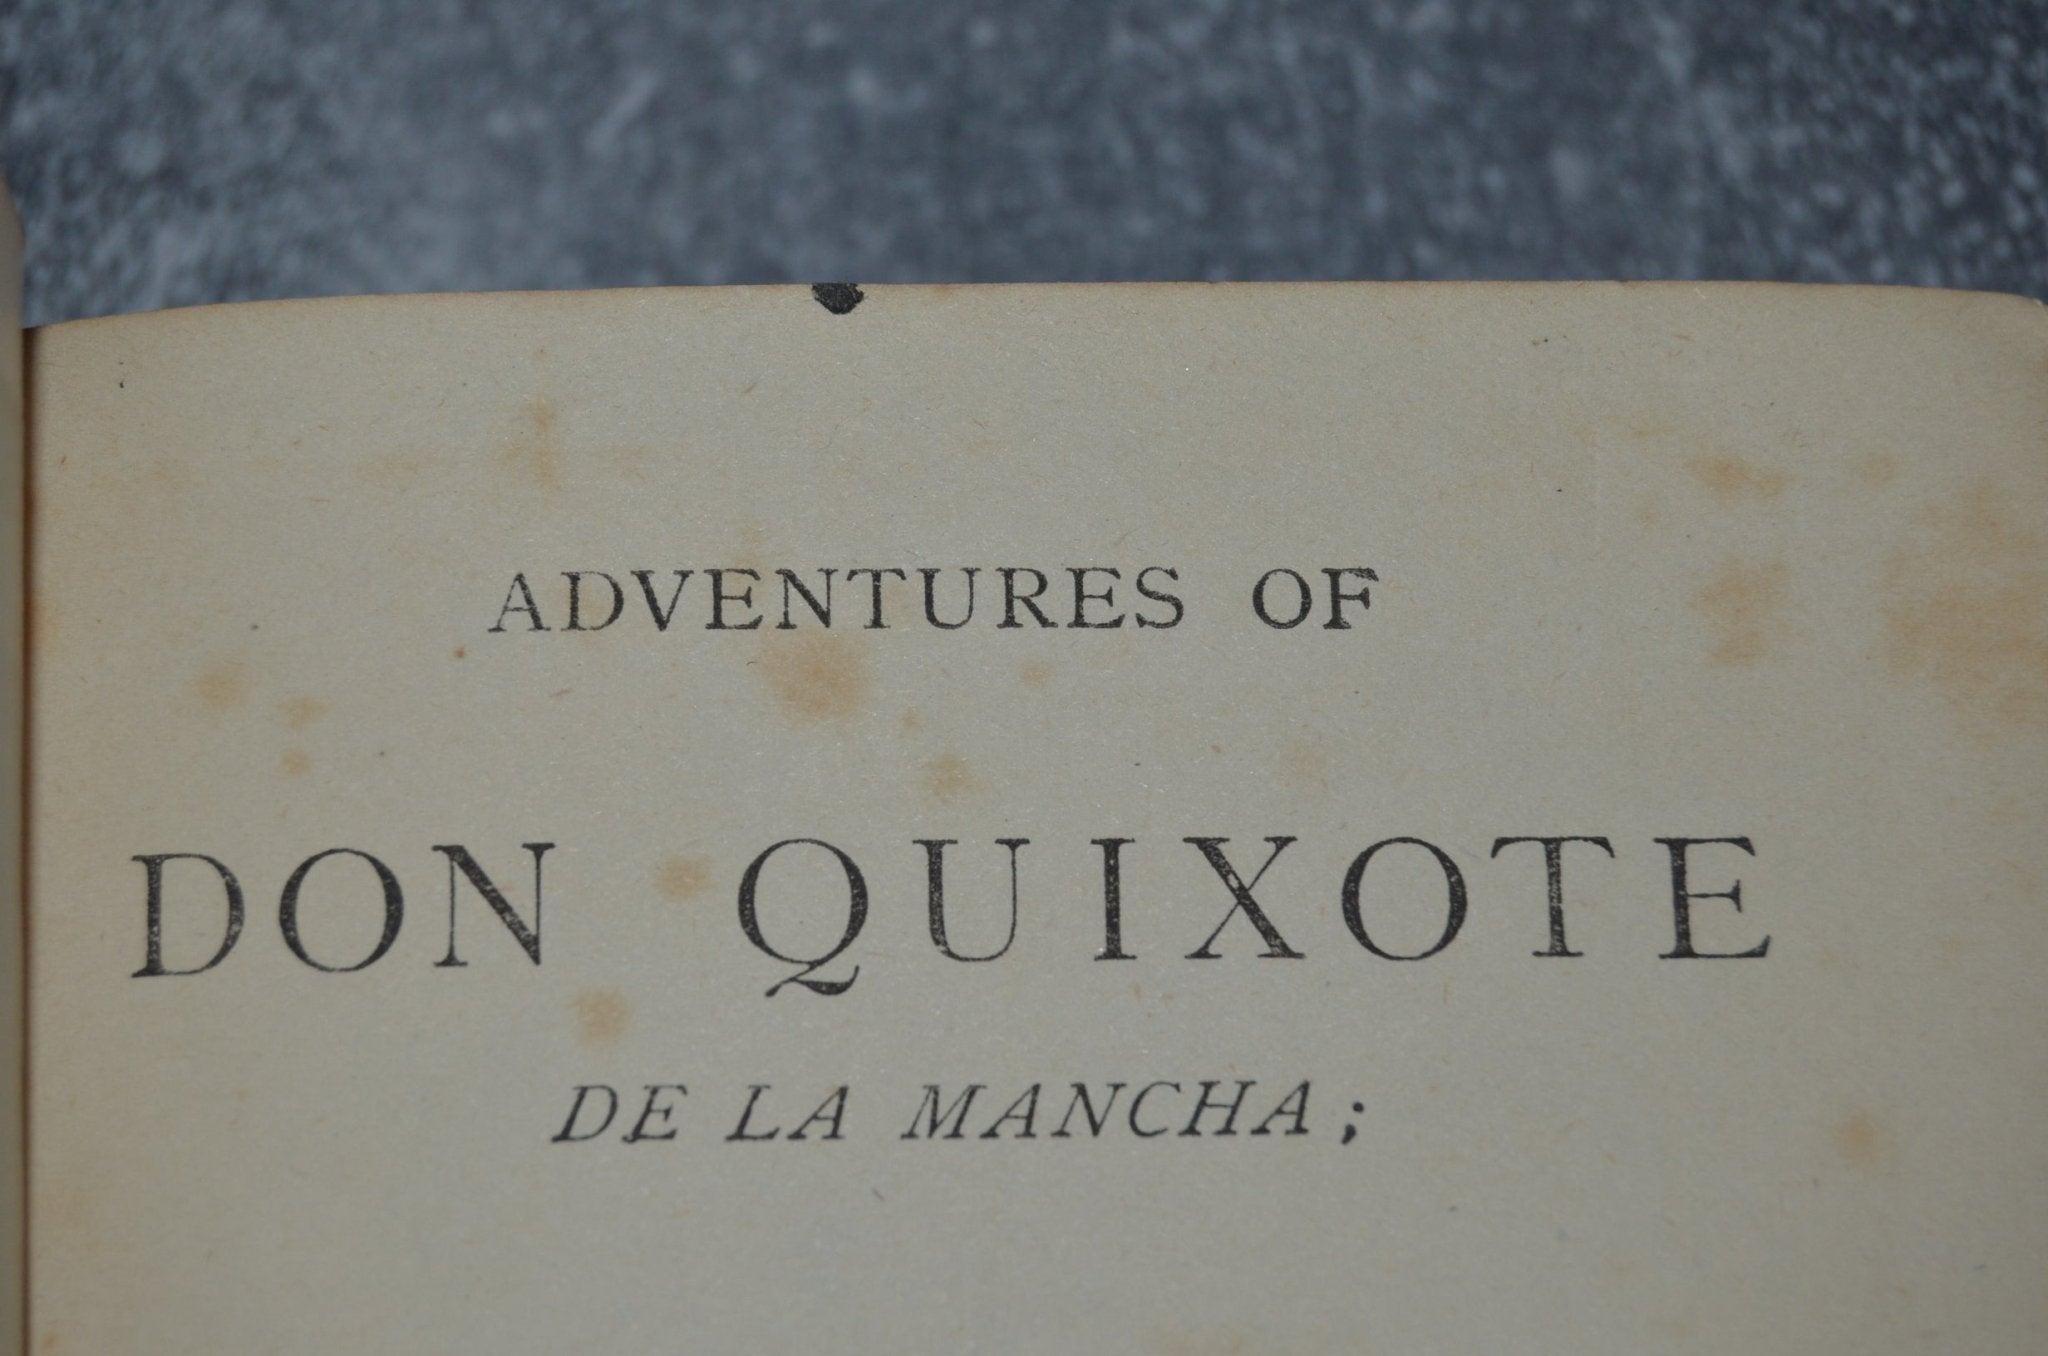 ADVENTURES OF
DON QUIXOTE
DE LA MANCHA;